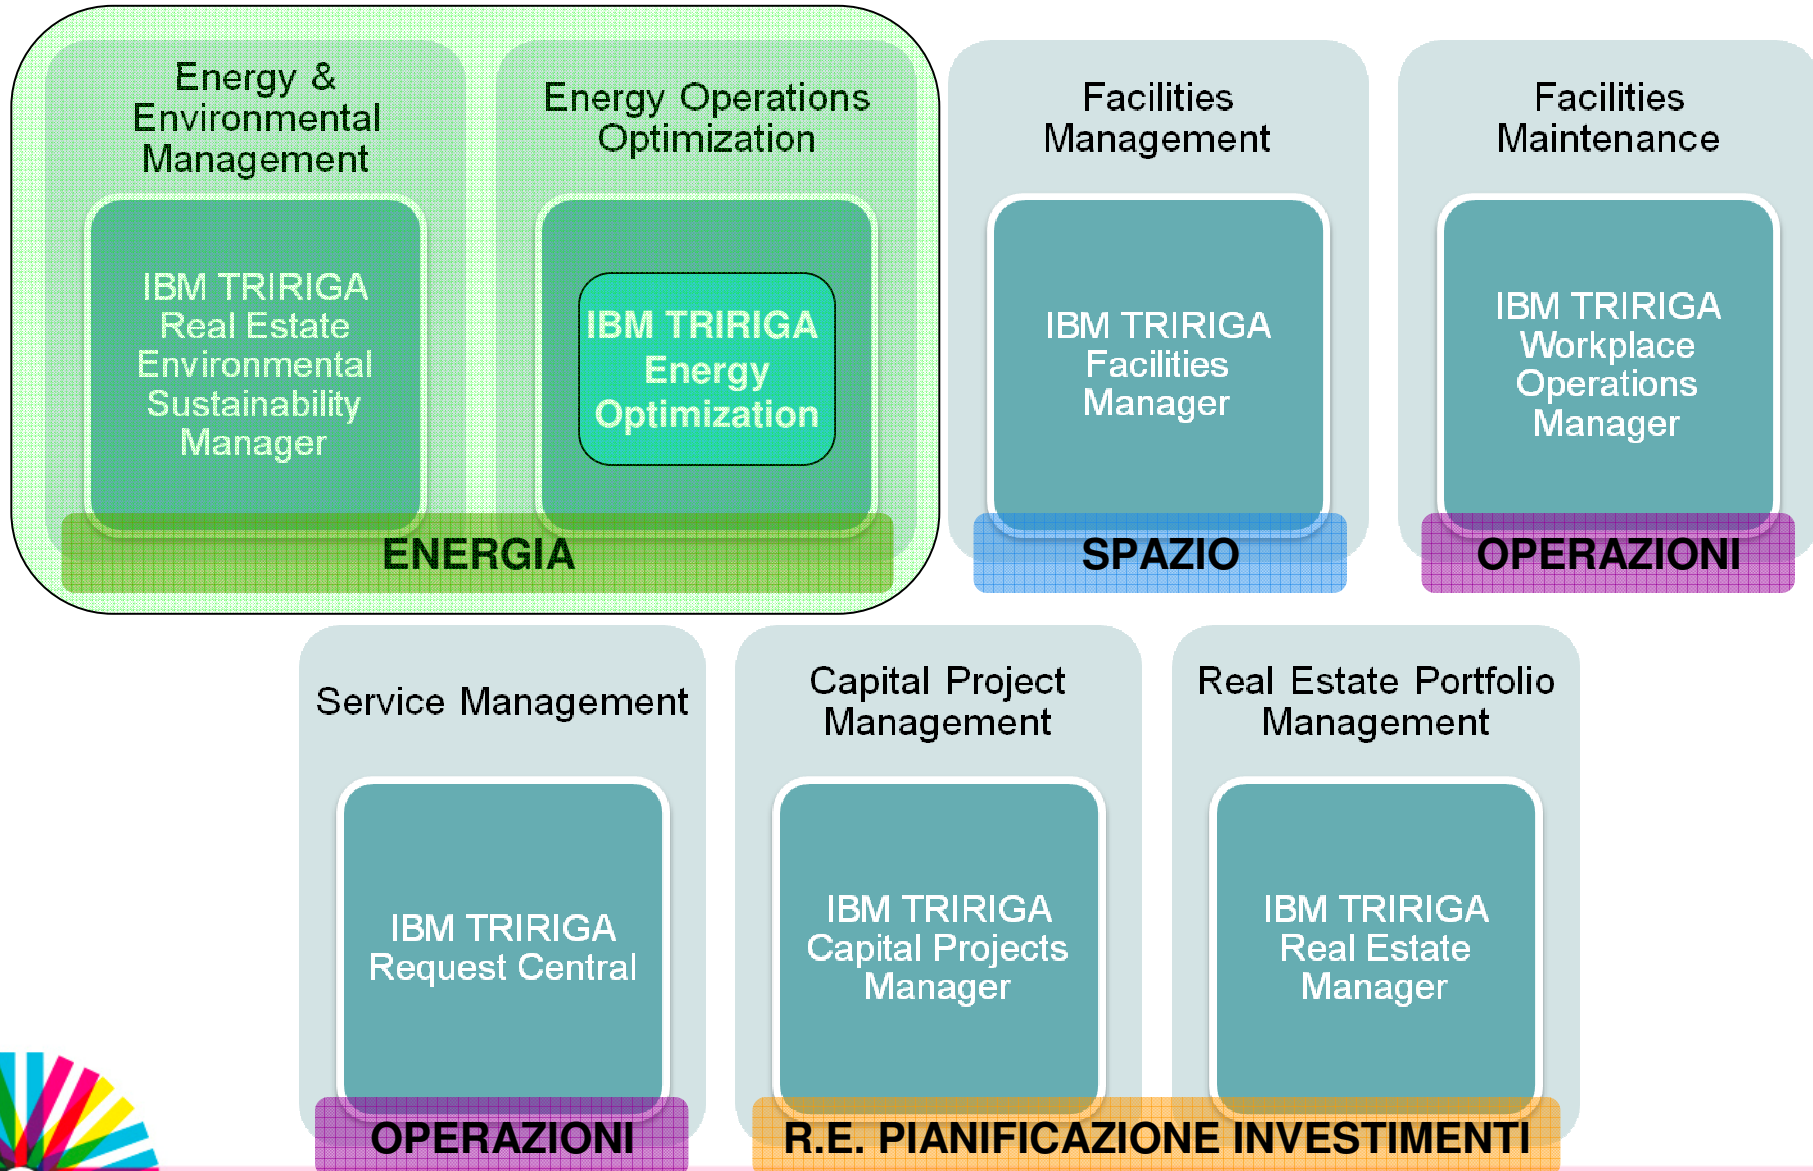 Energy &
Environmental
Management
IBM TRIRIGA
Real Estate
Environmental
Sustainability
Manager
Energy Operations
Optimization
IBM TRIRIGA
Energy
Optimization
ENERGIA
Facilities
Management
IBM TRIRIGA
Facilities
Manager
SPAZIO
Facilities
Maintenance
IBM TRIRIGA
Workplace
Operations
Manager
OPERAZIONI
Service Management
IBM TRIRIGA
Request Central
OPERAZIONI
Capital Project
Management
IBM TRIRIGA
Capital Projects
Manager
Real Estate Portfolio
Management
IBM TRIRIGA
Real Estate
Manager
R.E. PIANIFICAZIONE INVESTIMENTI